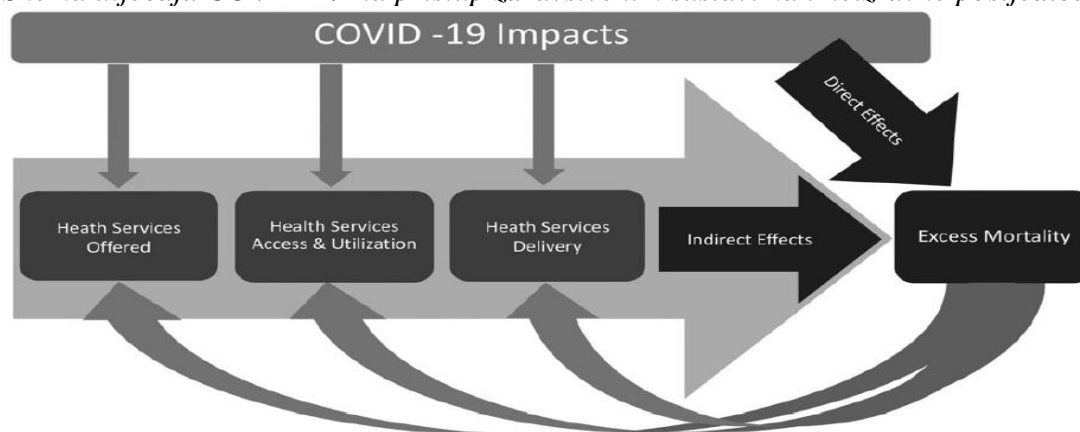 COVID -19 Impacts
Direct Effects
Heath Services
Offered
Health Services
Access & Utilization
Heath Services
Delivery
Indirect Effects
Excess Mortality